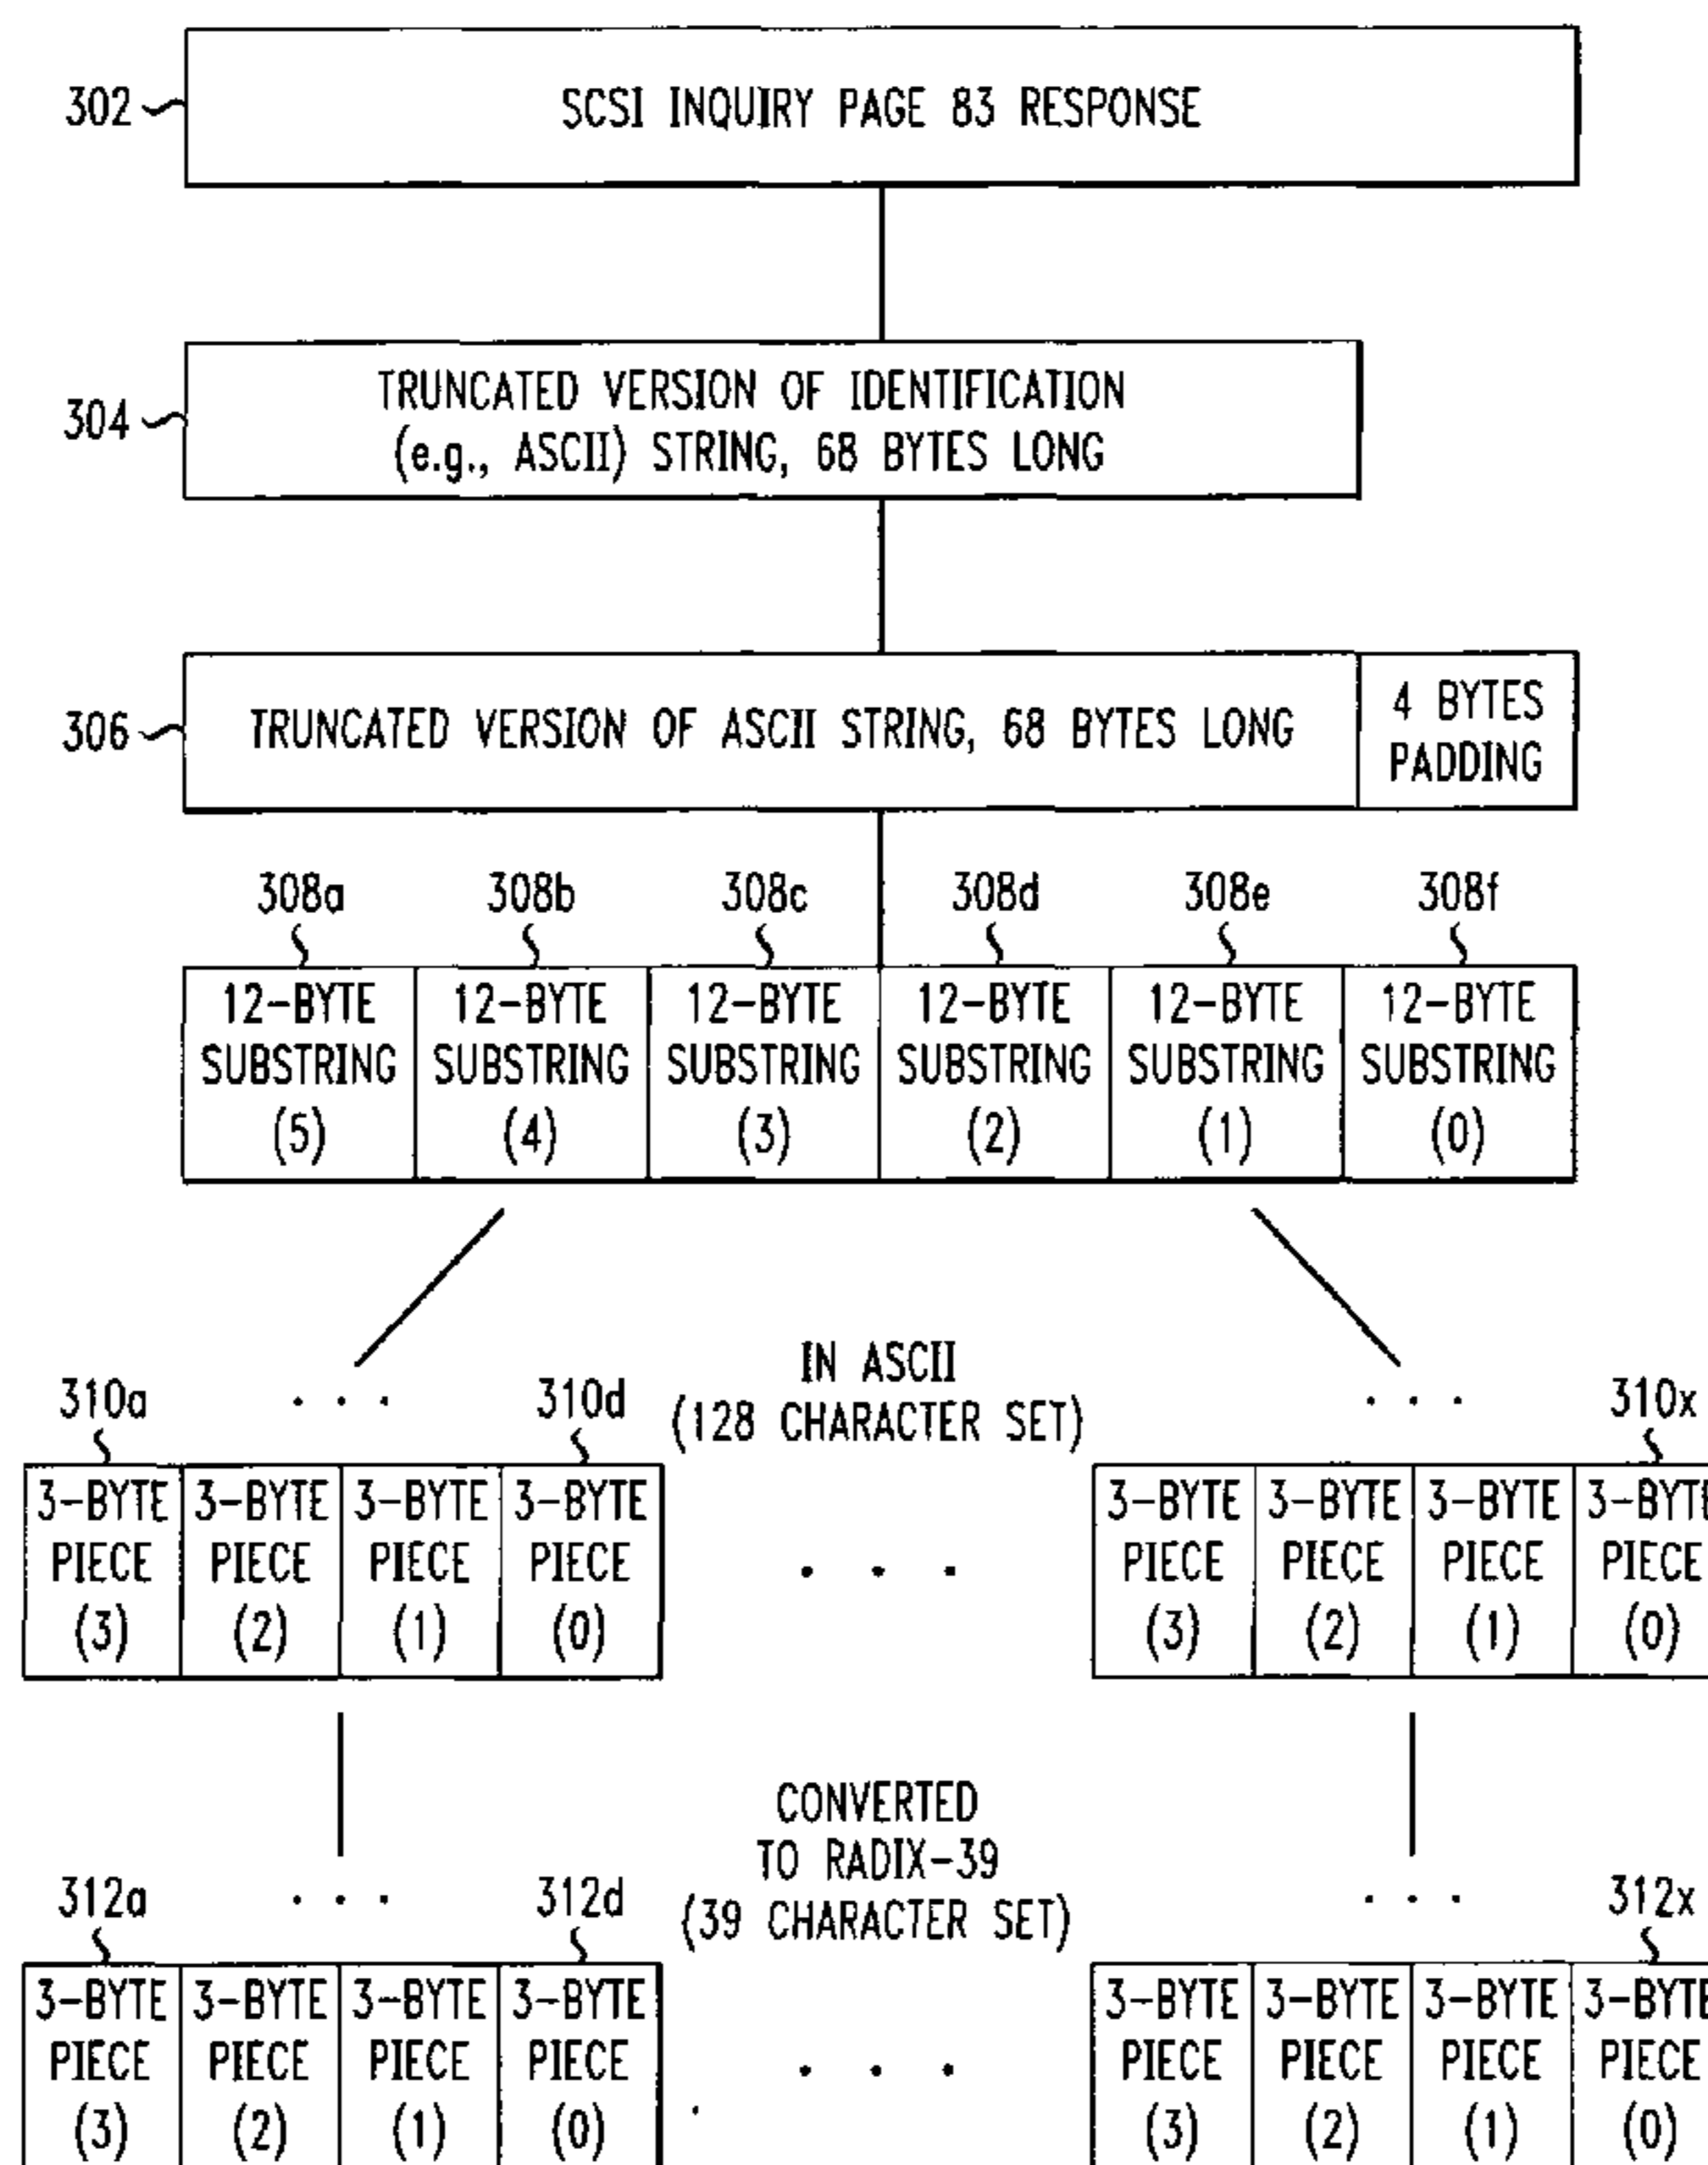 302
SCSI INQUIRY PAGE 83 RESPONSE
304
TRUNCATED VERSION OF IDENTIFICATION
(e.g., ASCII) STRING, 68 BYTES LONG
306
TRUNCATED VERSION OF ASCII STRING, 68 BYTES LONG
4 BYTES
PADDING
308a 308b 308c 308d 308e 308f
12-BYTE 12-BYTE 12-BYTE 12-BYTE 12-BYTE 12-BYTE
SUBSTRING SUBSTRING SUBSTRING SUBSTRING SUBSTRING SUBSTRING
(5) (4) (3) (2) (1) (0)
IN ASCII
(128 CHARACTER SET)
310a . . . 310d . . . 310x
3-BYTE 3-BYTE 3-BYTE 3-BYTE 3-BYTE 3-BYTE 3-BYTE 3-BYTE
PIECE PIECE PIECE PIECE . . . PIECE PIECE PIECE PIECE
(3) (2) (1) (0) (3) (2) (1) (0)
CONVERTED
TO RADIX-39
(39 CHARACTER SET)
312a . . . 312d . . . 312x
3-BYTE 3-BYTE 3-BYTE 3-BYTE 3-BYTE 3-BYTE 3-BYTE 3-BYTE
PIECE PIECE PIECE PIECE . . . PIECE PIECE PIECE PIECE
(3) (2) (1) (0) (3) (2) (1) (0)